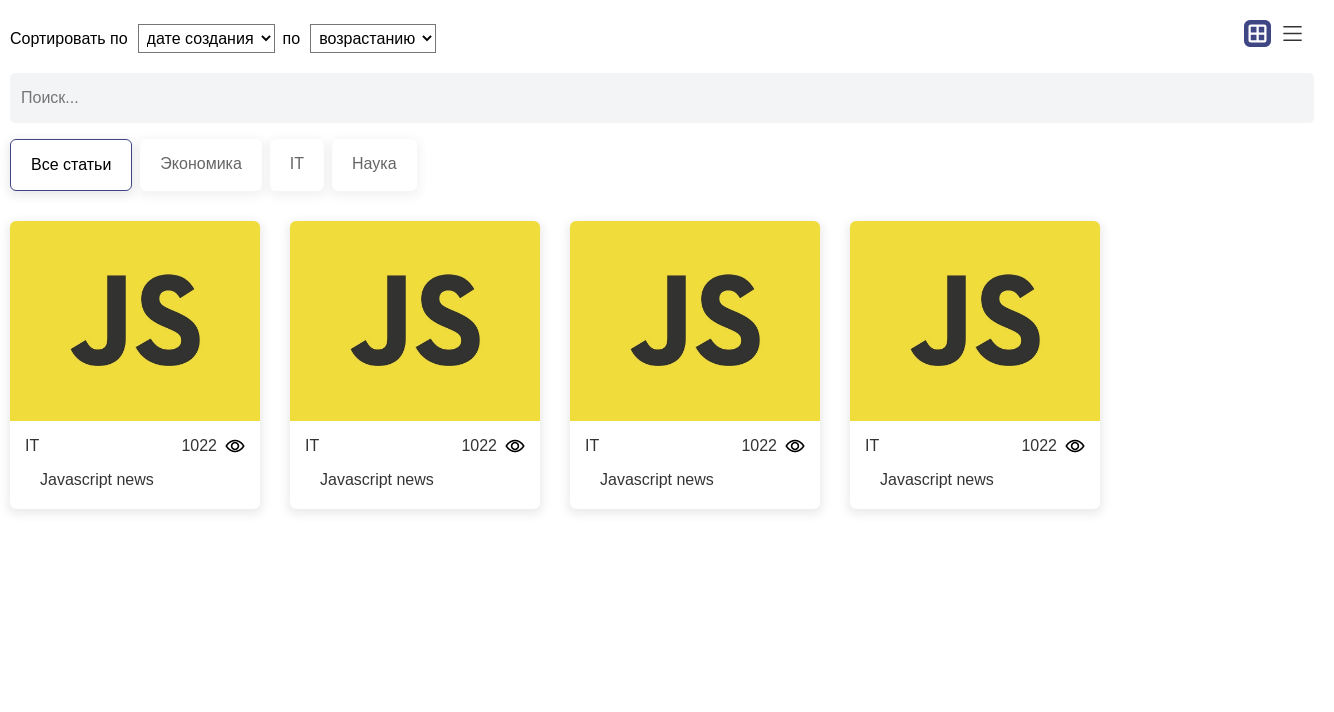 Сортировать по дате создания по возрастанию
Поиск...
Все статьи Экономика IT Наука
JS JS JS JS
IT 1022 IT 1022 IT 1022 IT 1022
Javascript news Javascript news Javascript news Javascript news